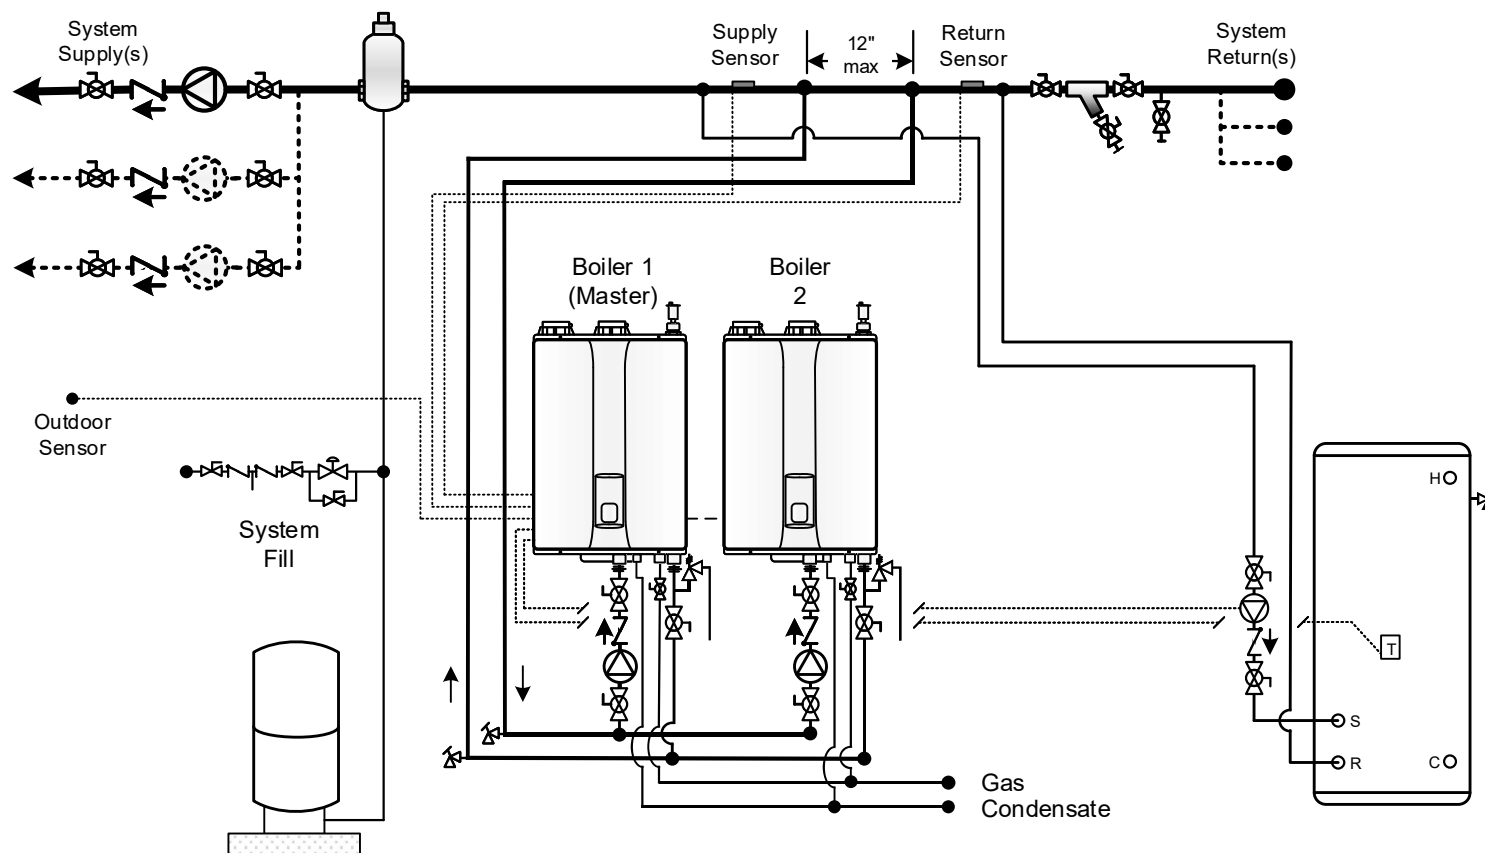 System
Supply(s)
Supply
Sensor
12"
max
Return
Sensor
System
Return(s)
Boiler 1
(Master)
Boiler
2
Outdoor
Sensor
System
Fill
H
T
S
R
C
Gas
Condensate